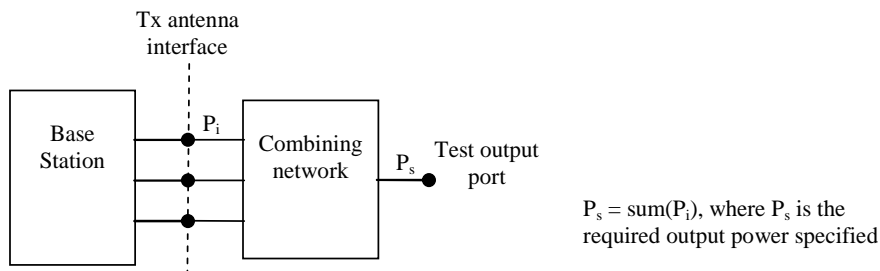 Tx antenna
interface
Base
Station
Pᵢ
Combining
network
Pₛ
Test output
port
Pₛ = sum(Pᵢ), where Pₛ is the
required output power specified